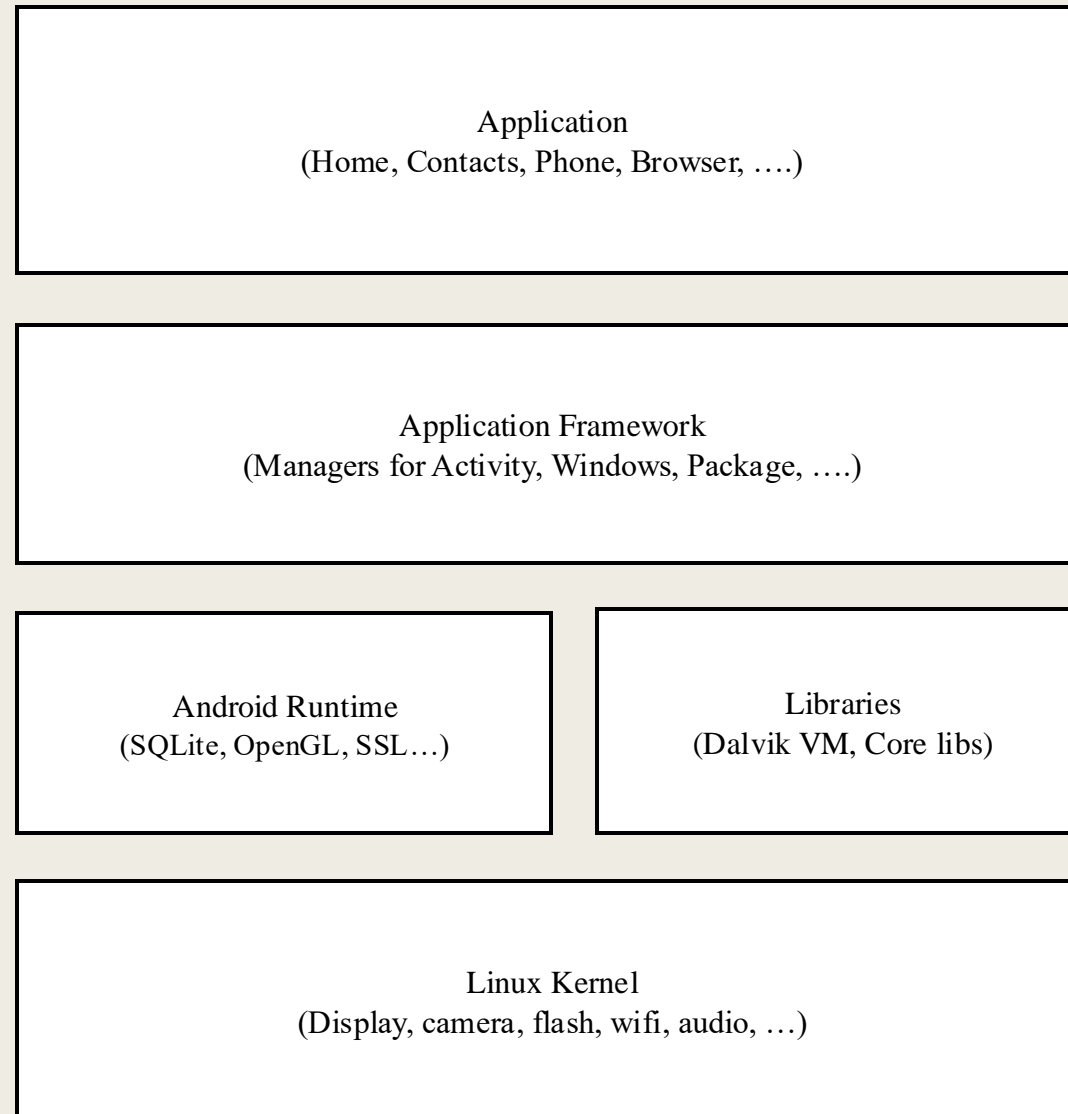 Application
(Home, Contacts, Phone, Browser, ….)
Application Framework
(Managers for Activity, Windows, Package, ….)
Android Runtime
(SQLite, OpenGL, SSL…)
Libraries
(Dalvik VM, Core libs)
Linux Kernel
(Display, camera, flash, wifi, audio, …)